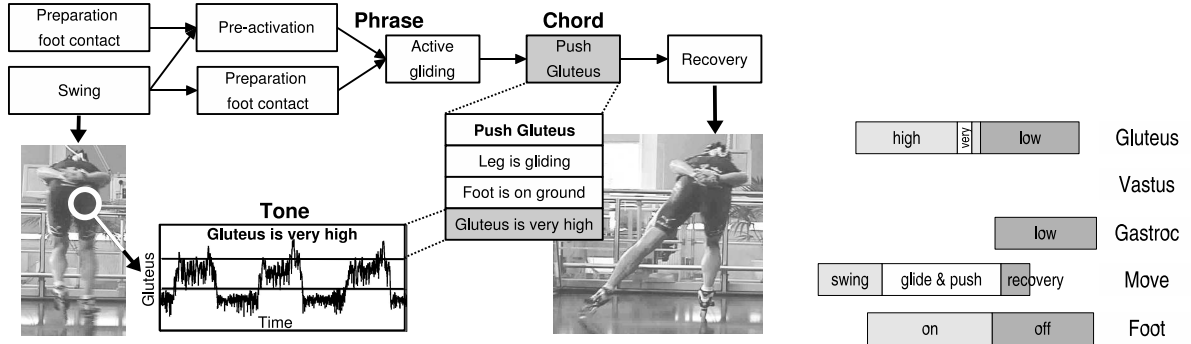 Preparation
foot contact
Pre-activation
Phrase
Chord
Active
gliding
Push
Gluteus
Recovery
Swing
Preparation
foot contact
Push Gluteus
Leg is gliding
Foot is on ground
Gluteus is very high
Tone
Gluteus is very high
Gluteus
Time
high
very
low
Gluteus
Vastus
low
Gastroc
swing
glide & push
recovery
Move
on
off
Foot